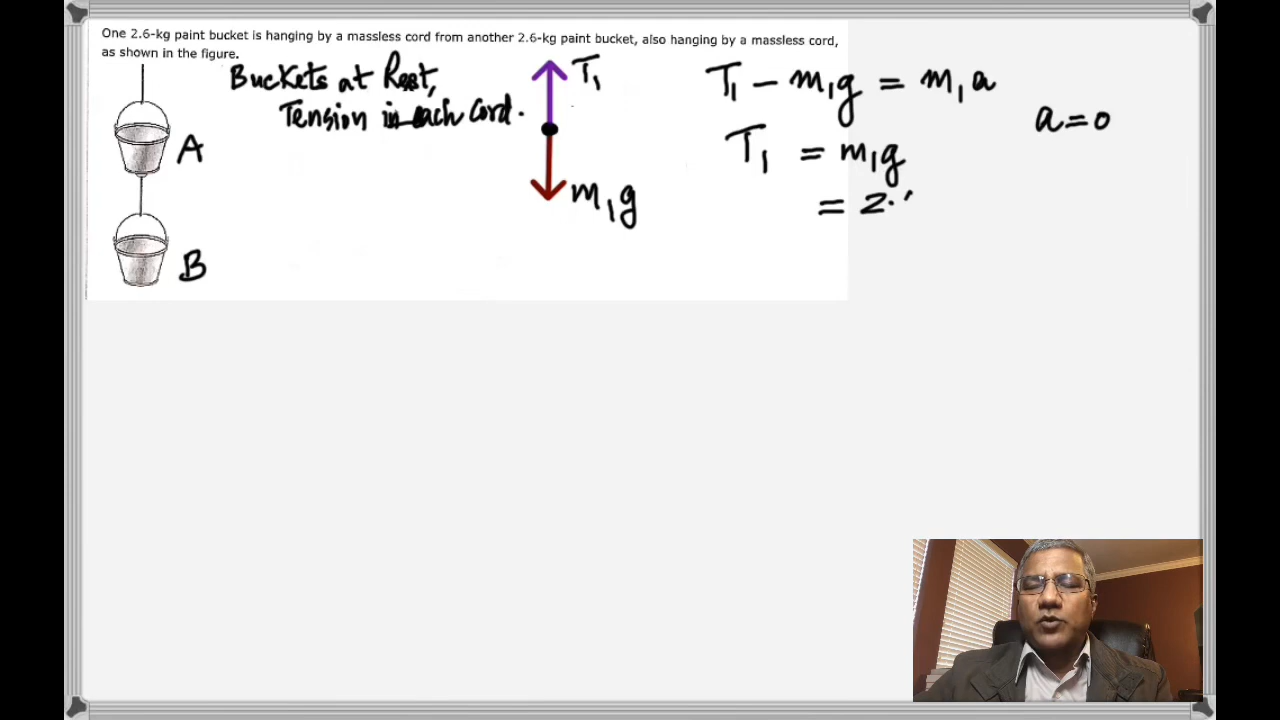 One 2.6-kg paint bucket is hanging by a massless cord from another 2.6-kg paint bucket, also hanging by a massless cord,
as shown in the figure.
Buckets at Rest,
Tension in each Cord.
A
B
T₁
m₁g
T₁ - m₁g = m₁a
a = 0
T₁ = m₁g
= 2.